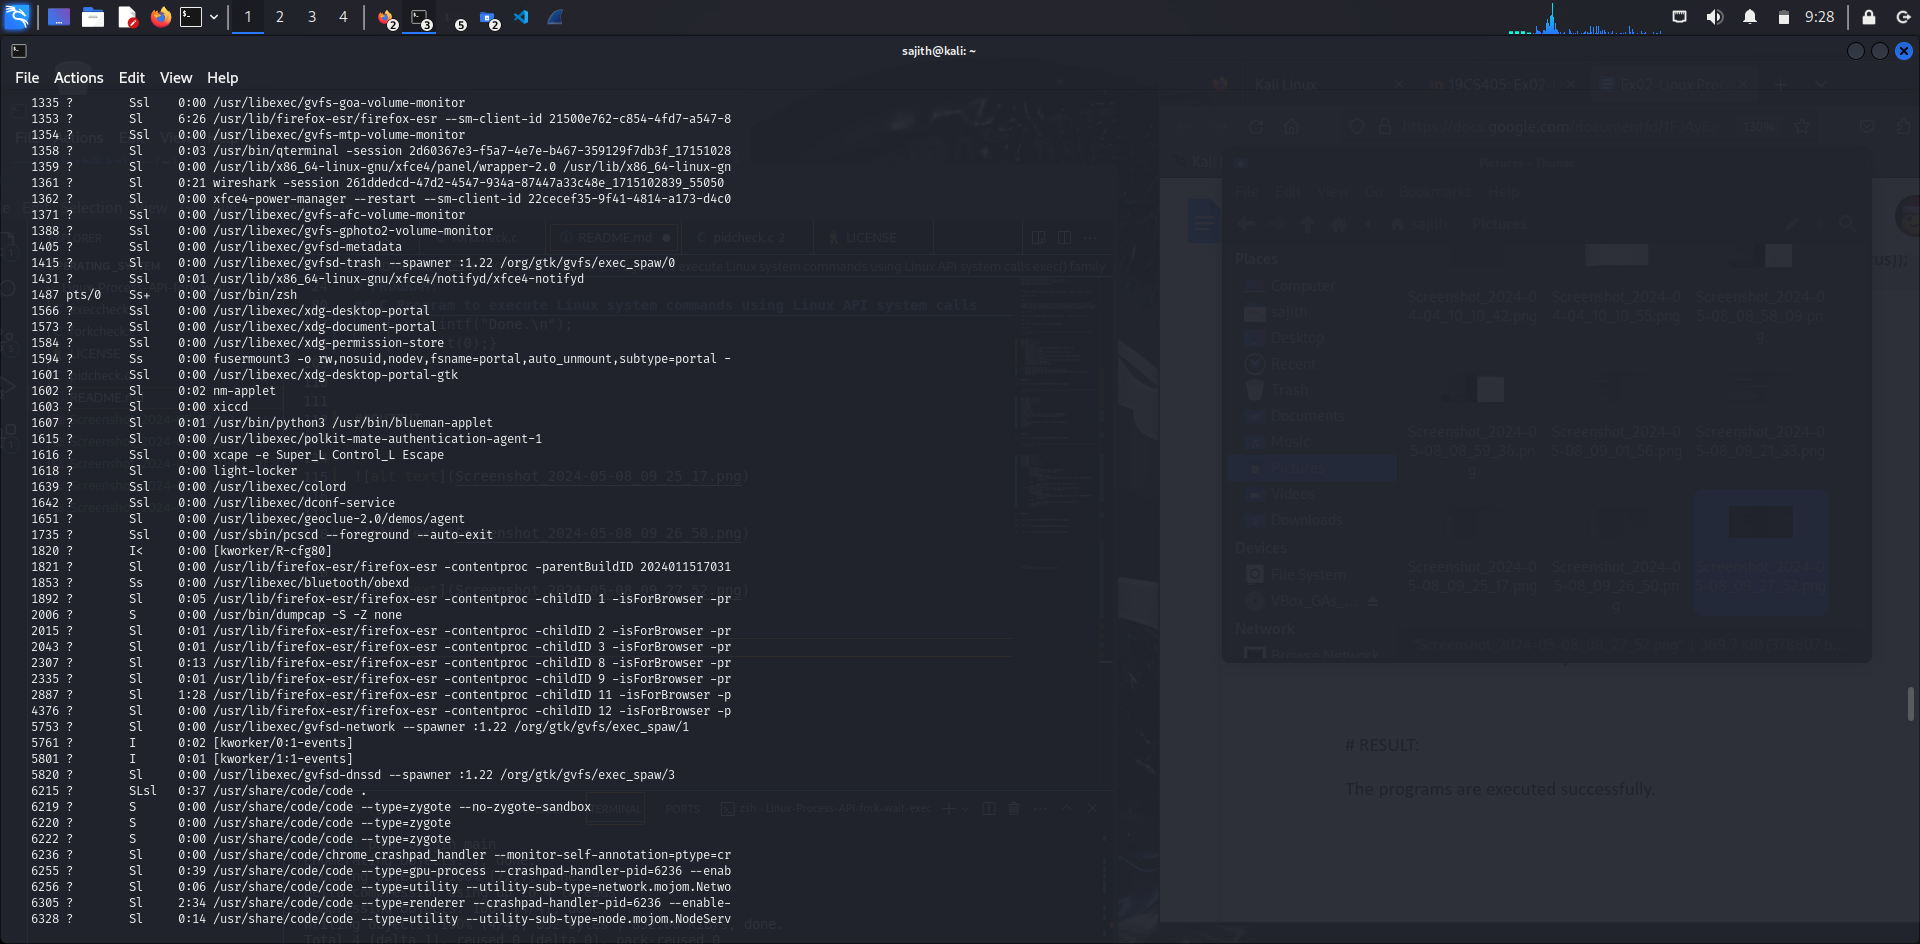 1 2 3 4 2 3 5 2 9:28
sajith@kali: ~
File Actions Edit View Help
1335 ? Ssl 0:00 /usr/libexec/gvfs-goa-volume-monitor
1353 ? Sl 6:26 /usr/lib/firefox-esr/firefox-esr --sm-client-id 21500e762-c854-4fd7-a547-8
1354 ? Ssl 0:00 /usr/libexec/gvfs-mtp-volume-monitor
1358 ? Sl 0:03 /usr/bin/qterminal -session 2d60367e3-f5a7-4e7e-b467-359129f7db3f_17151028
1359 ? Sl 0:00 /usr/lib/x86_64-linux-gnu/xfce4/panel/wrapper-2.0 /usr/lib/x86_64-linux-gn
1361 ? Sl 0:21 wireshark -session 261ddedcd-47d2-4547-934a-87447a33c48e_1715102839_55050
1362 ? Sl 0:00 xfce4-power-manager --restart --sm-client-id 22cecef35-9f41-4814-a173-d4c0
1371 ? Ssl 0:00 /usr/libexec/gvfs-afc-volume-monitor
1388 ? Ssl 0:00 /usr/libexec/gvfs-gphoto2-volume-monitor
1405 ? Ssl 0:00 /usr/libexec/gvfsd-metadata
1415 ? Sl 0:00 /usr/libexec/gvfsd-trash --spawner :1.22 /org/gtk/gvfs/exec_spaw/0
1431 ? Ssl 0:01 /usr/lib/x86_64-linux-gnu/xfce4/notifyd/xfce4-notifyd
1487 pts/0 Ss+ 0:00 /usr/bin/zsh
1566 ? Ssl 0:00 /usr/libexec/xdg-desktop-portal
1573 ? Ssl 0:00 /usr/libexec/xdg-document-portal
1584 ? Ssl 0:00 /usr/libexec/xdg-permission-store
1594 ? Ss 0:00 fusermount3 -o rw,nosuid,nodev,fsname=portal,auto_unmount,subtype=portal -
1601 ? Ssl 0:00 /usr/libexec/xdg-desktop-portal-gtk
1602 ? Sl 0:02 nm-applet
1603 ? Sl 0:00 xiccd
1607 ? Sl 0:01 /usr/bin/python3 /usr/bin/blueman-applet
1615 ? Sl 0:00 /usr/libexec/polkit-mate-authentication-agent-1
1616 ? Ssl 0:00 xcape -e Super_L Control_L Escape
1618 ? Sl 0:00 light-locker
1639 ? Ssl 0:00 /usr/libexec/colord
1642 ? Ssl 0:00 /usr/libexec/dconf-service
1651 ? Sl 0:00 /usr/libexec/geoclue-2.0/demos/agent
1735 ? Ssl 0:00 /usr/sbin/pcscd --foreground --auto-exit
1820 ? I< 0:00 [kworker/R-cfg80]
1821 ? Sl 0:00 /usr/lib/firefox-esr/firefox-esr -contentproc -parentBuildID 2024011517031
1853 ? Ss 0:00 /usr/libexec/bluetooth/obexd
1892 ? Sl 0:05 /usr/lib/firefox-esr/firefox-esr -contentproc -childID 1 -isForBrowser -pr
2006 ? S 0:00 /usr/bin/dumpcap -S -Z none
2015 ? Sl 0:01 /usr/lib/firefox-esr/firefox-esr -contentproc -childID 2 -isForBrowser -pr
2043 ? Sl 0:01 /usr/lib/firefox-esr/firefox-esr -contentproc -childID 3 -isForBrowser -pr
2307 ? Sl 0:13 /usr/lib/firefox-esr/firefox-esr -contentproc -childID 8 -isForBrowser -pr
2335 ? Sl 0:01 /usr/lib/firefox-esr/firefox-esr -contentproc -childID 9 -isForBrowser -pr
2887 ? Sl 1:28 /usr/lib/firefox-esr/firefox-esr -contentproc -childID 11 -isForBrowser -p
4376 ? Sl 0:00 /usr/lib/firefox-esr/firefox-esr -contentproc -childID 12 -isForBrowser -p
5753 ? Sl 0:00 /usr/libexec/gvfsd-network --spawner :1.22 /org/gtk/gvfs/exec_spaw/1
5761 ? I 0:02 [kworker/0:1-events]
5801 ? I 0:01 [kworker/1:1-events]
5820 ? Sl 0:00 /usr/libexec/gvfsd-dnssd --spawner :1.22 /org/gtk/gvfs/exec_spaw/3
6215 ? SLsl 0:37 /usr/share/code/code .
6219 ? S 0:00 /usr/share/code/code --type=zygote --no-zygote-sandbox
6220 ? S 0:00 /usr/share/code/code --type=zygote
6222 ? S 0:00 /usr/share/code/code --type=zygote
6236 ? Sl 0:00 /usr/share/code/chrome_crashpad_handler --monitor-self-annotation=ptype=cr
6255 ? Sl 0:39 /usr/share/code/code --type=gpu-process --crashpad-handler-pid=6236 --enab
6256 ? Sl 0:06 /usr/share/code/code --type=utility --utility-sub-type=network.mojom.Netwo
6305 ? Sl 2:34 /usr/share/code/code --type=renderer --crashpad-handler-pid=6236 --enable-
6328 ? Sl 0:14 /usr/share/code/code --type=utility --utility-sub-type=node.mojom.NodeServ
Places
Computer
sajith
Desktop
Recent
Trash
Documents
Music
Pictures
Videos
Downloads
Devices
File System
Network
Browse Network
# RESULT:
The programs are executed successfully.